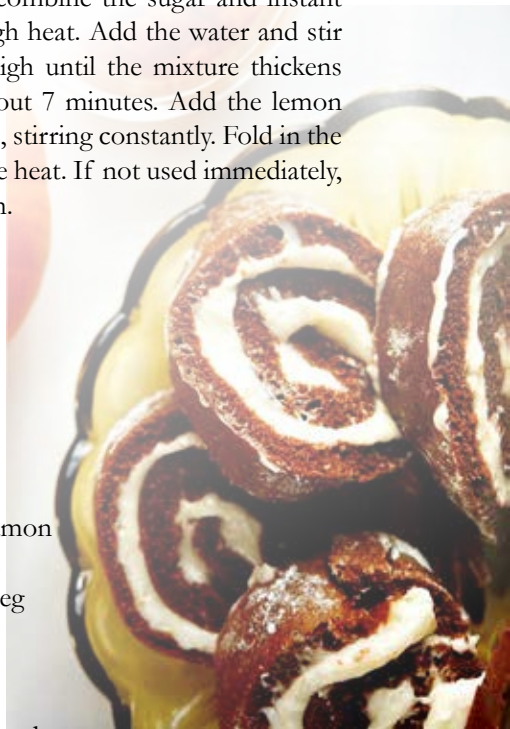 combine the sugar and instant
gh heat. Add the water and stir
igh until the mixture thickens
out 7 minutes. Add the lemon
, stirring constantly. Fold in the
e heat. If not used immediately,
n.
mon
eg